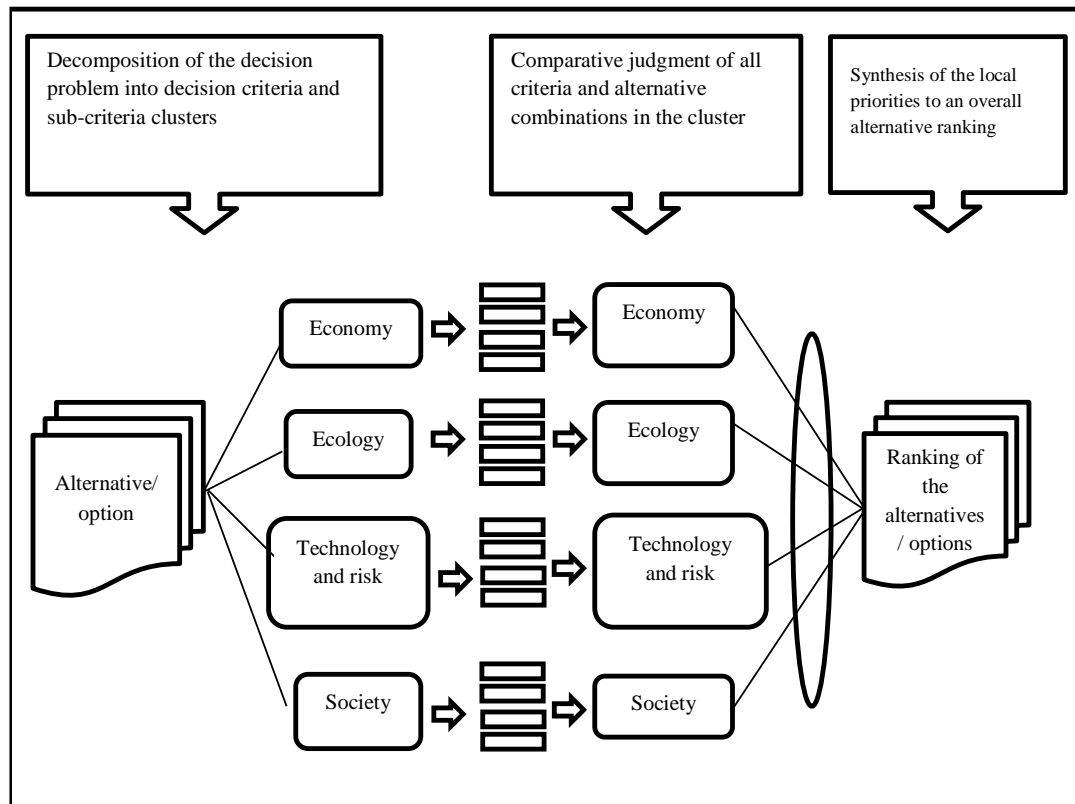 Decomposition of the decision
problem into decision criteria and
sub-criteria clusters
Comparative judgment of all
criteria and alternative
combinations in the cluster
Synthesis of the local
priorities to an overall
alternative ranking
Economy
Economy
Ecology
Ecology
Alternative/
option
Ranking of
the
alternatives
/ options
Technology
and risk
Technology
and risk
Society
Society